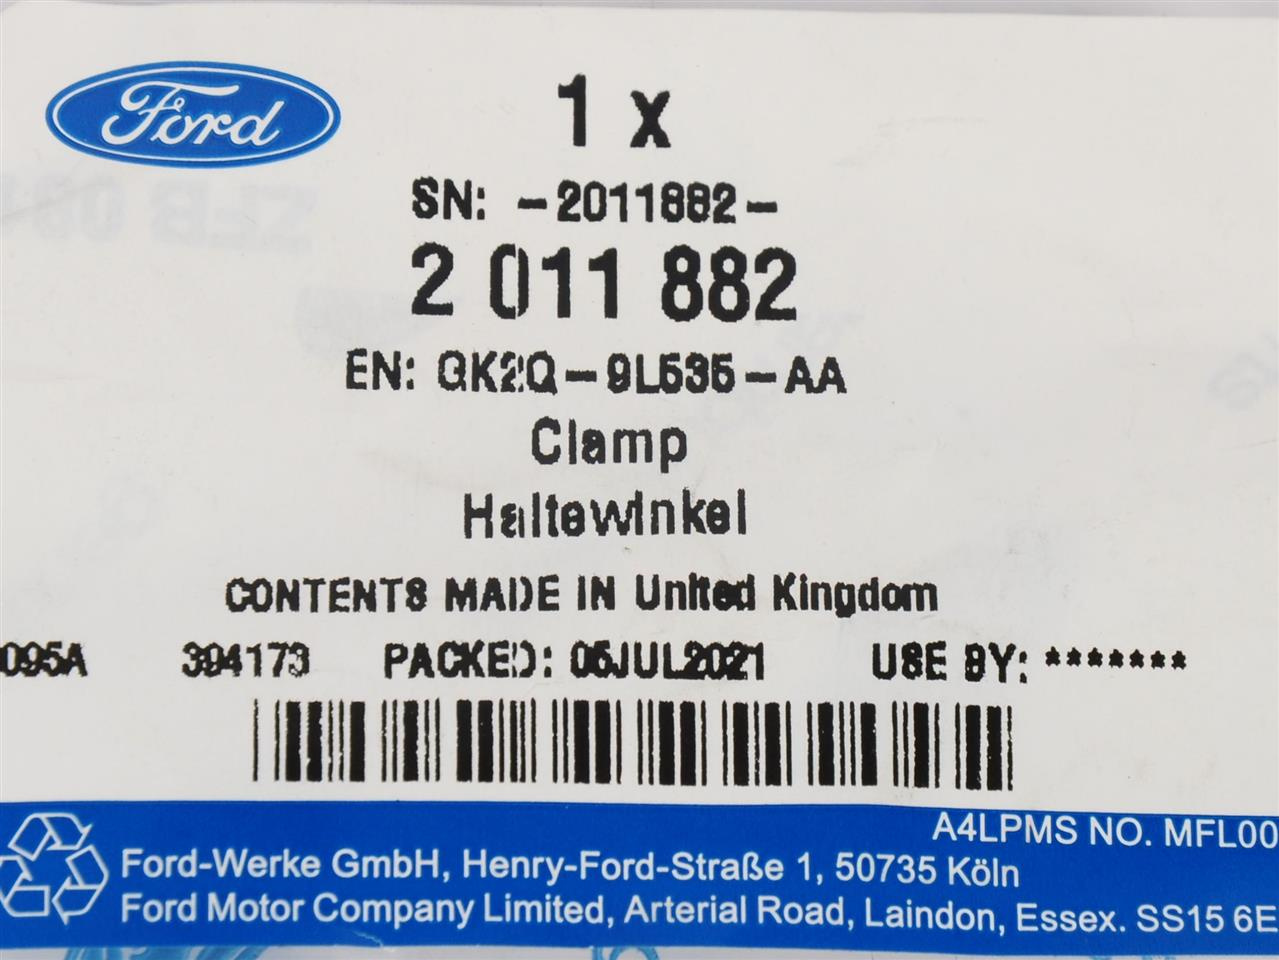 Ford
1 x
SN: -2011882-
2 011 882
EN: GK2Q-9L535-AA
Clamp
Haltewinkel
CONTENTS MADE IN United Kingdom
095A 394173 PACKED: 05JUL2021 USE BY: *******
A4LPMS NO. MFL00
Ford-Werke GmbH, Henry-Ford-Straße 1, 50735 Köln
Ford Motor Company Limited, Arterial Road, Laindon, Essex. SS15 6E